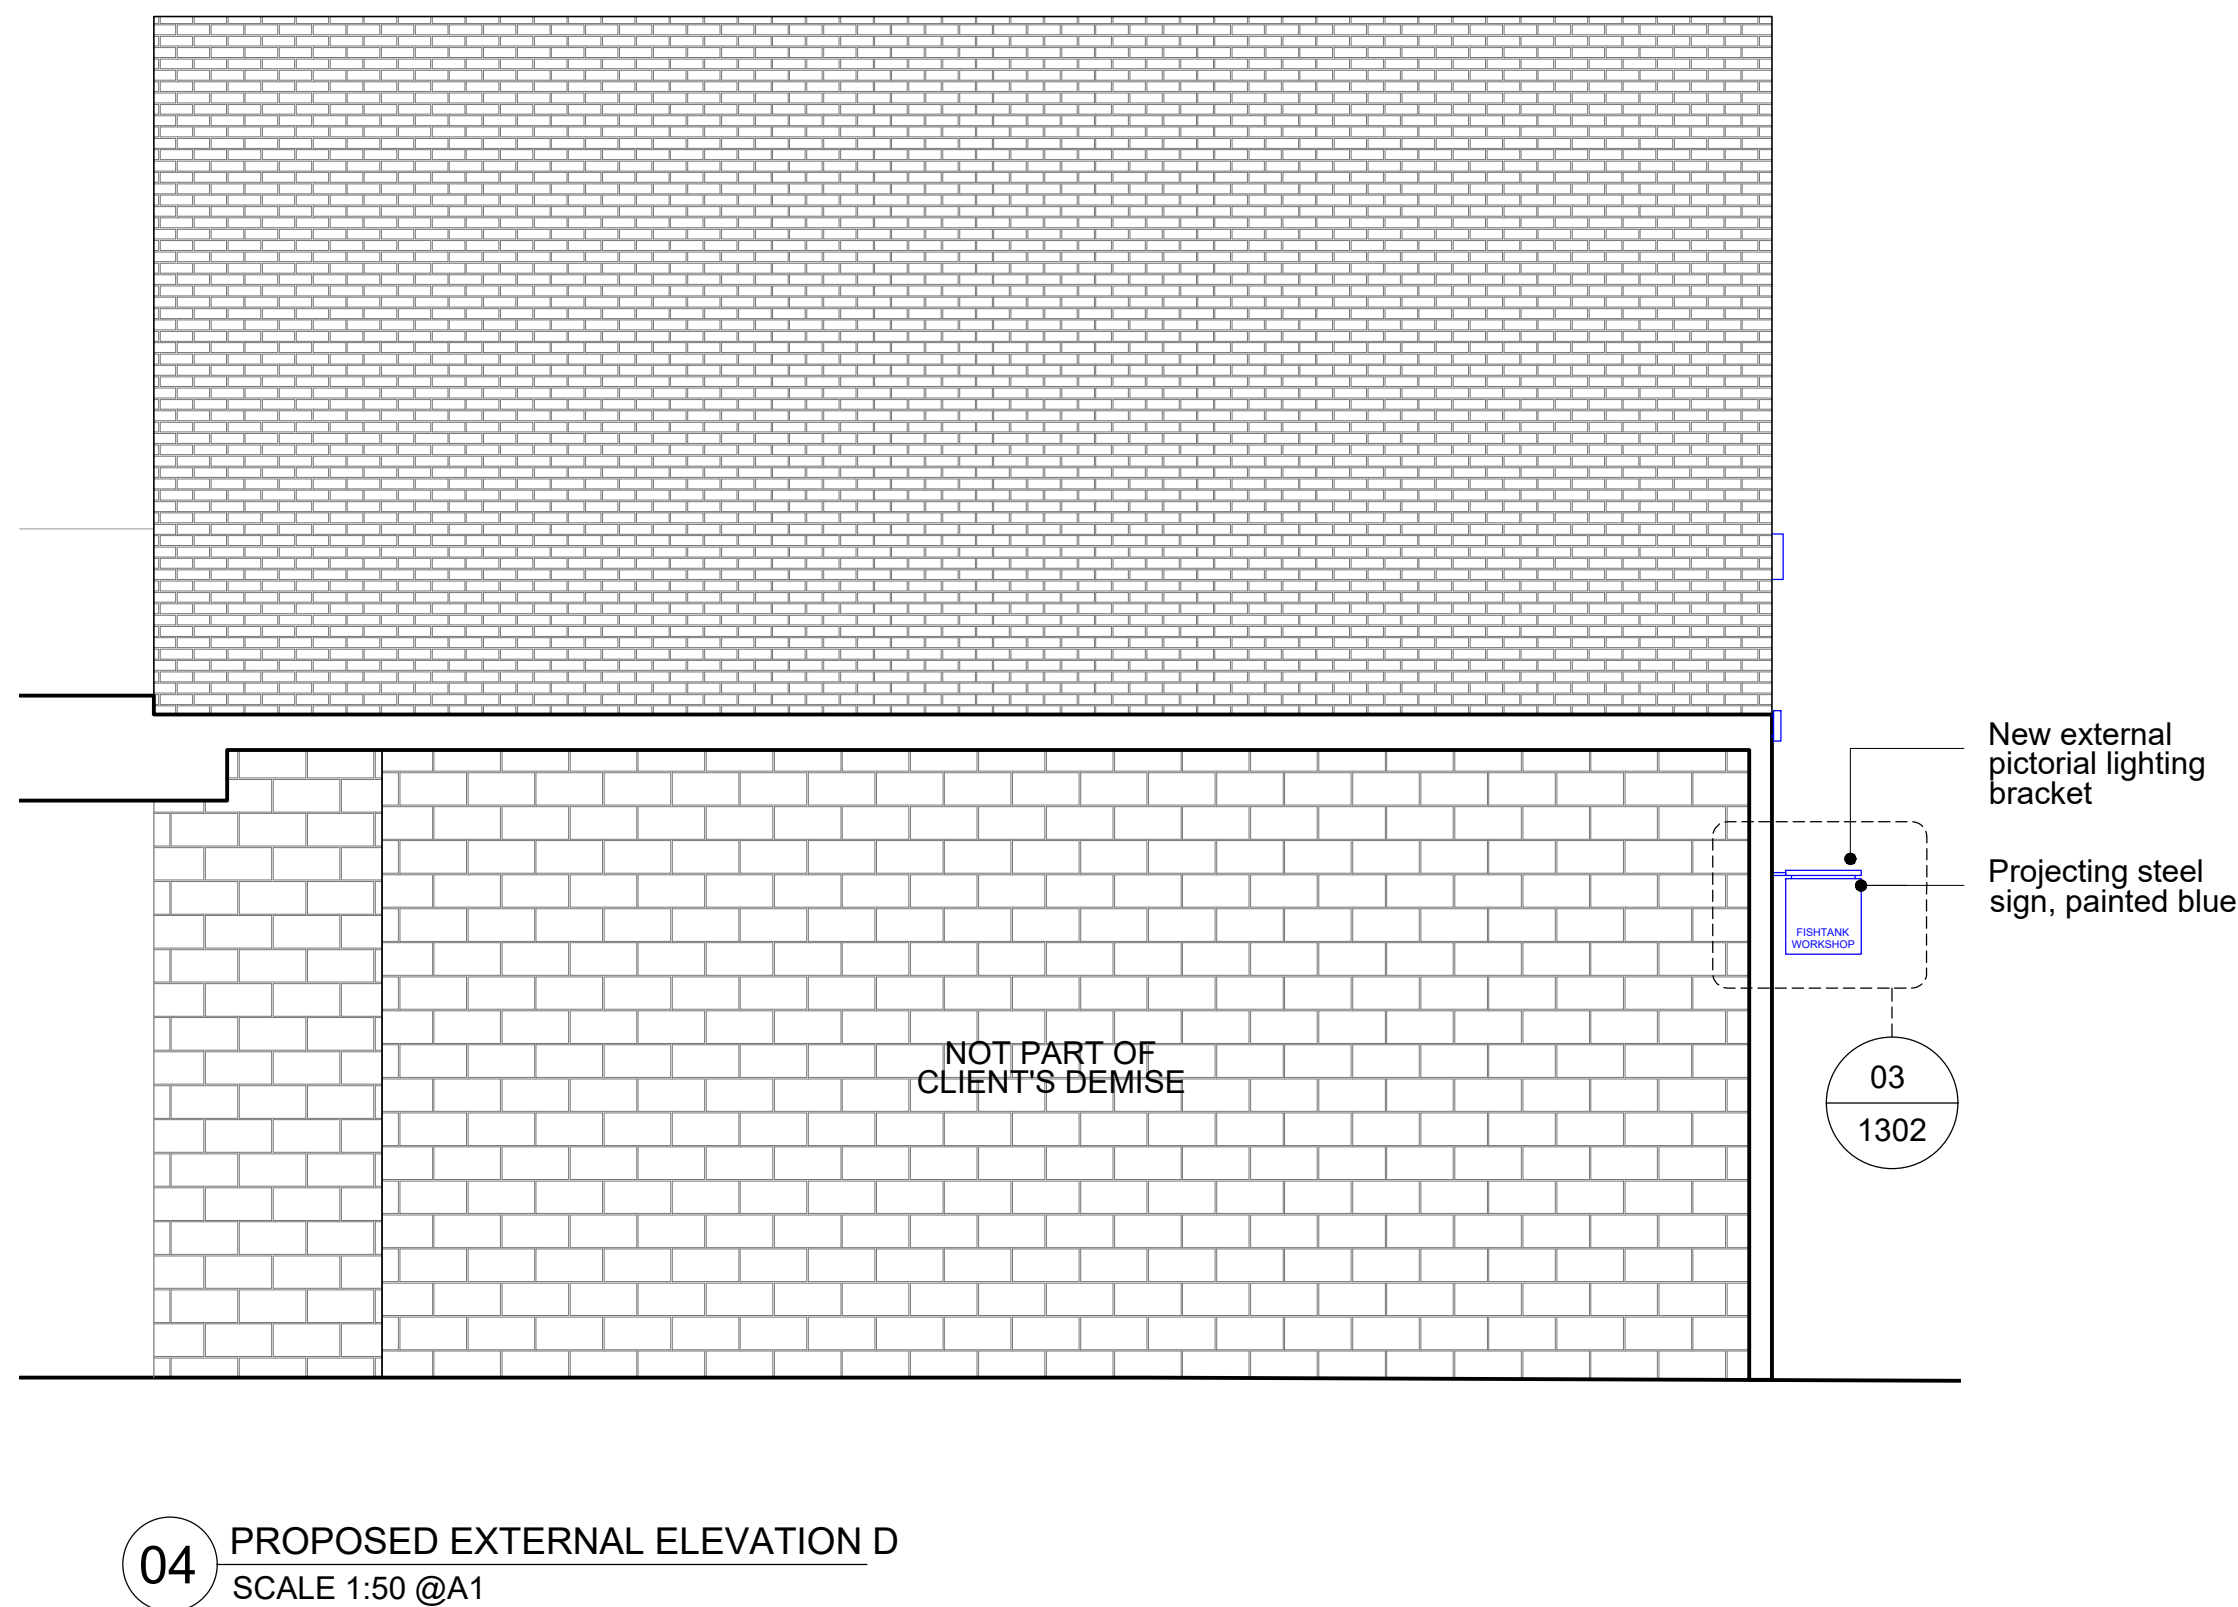 New external
pictorial lighting
bracket
Projecting steel
sign, painted blue
FISHTANK
WORKSHOP
NOT PART OF
CLIENT'S DEMISE
03
1302
04
PROPOSED EXTERNAL ELEVATION D
SCALE 1:50 @A1